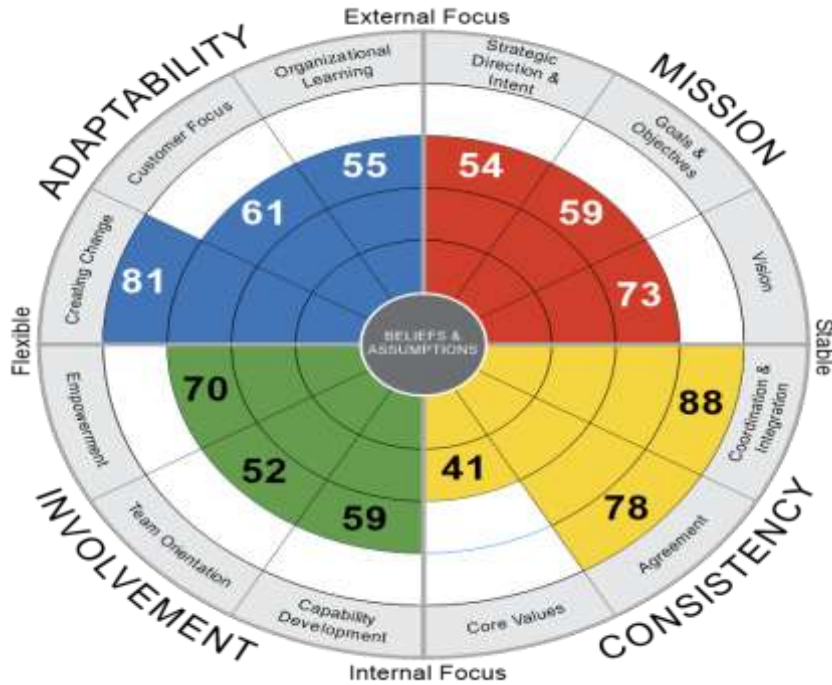 External Focus
ADAPTABILITY
MISSION
Organizational
Learning
Strategic
Direction &
Intent
Customer Focus
Goals &
Objectives
Creating Change
Vision
55
54
61
59
81
73
Flexible
BELIEFS &
ASSUMPTIONS
Stable
Empowerment
70
88
Coordination &
Integration
52
41
78
59
Team Orientation
Agreement
Capability
Development
Core Values
INVOLVEMENT
CONSISTENCY
Internal Focus